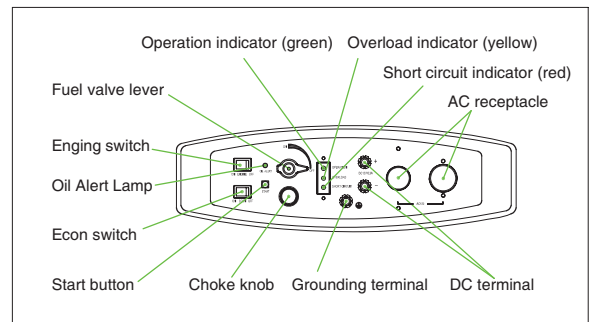 Operation indicator (green)
Overload indicator (yellow)
Short circuit indicator (red)
Fuel valve lever
AC receptacle
Enging switch
Oil Alert Lamp
Econ switch
Start button
Choke knob
Grounding terminal
DC terminal